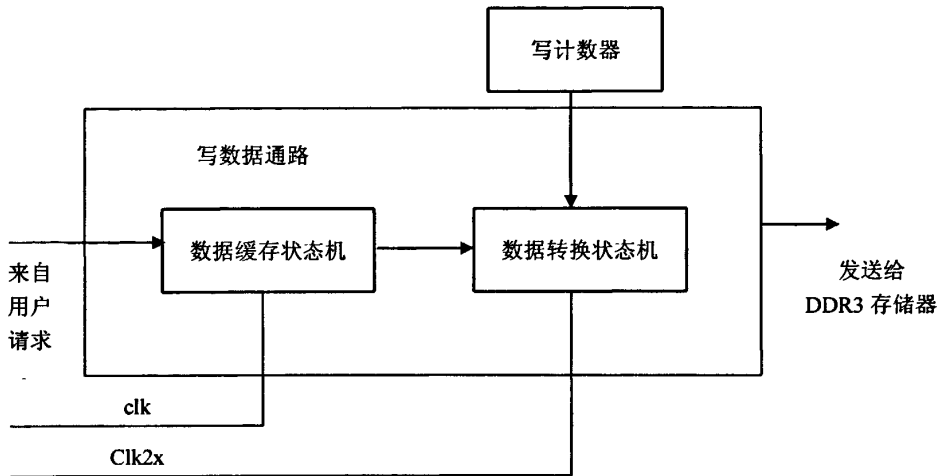 写计数器
写数据通路
数据缓存状态机
数据转换状态机
来自
用户
请求
发送给
DDR3 存储器
clk
Clk2x